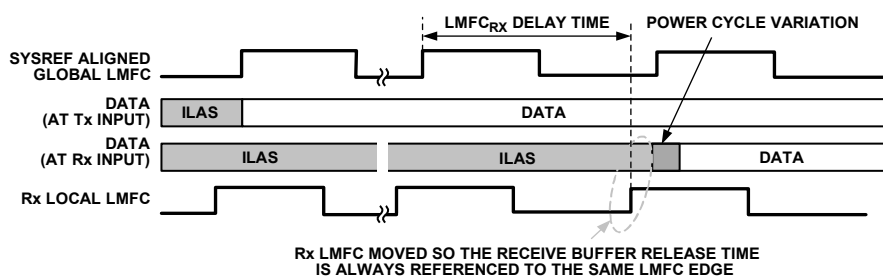 LMFCRX DELAY TIME
POWER CYCLE VARIATION
SYSREF ALIGNED
GLOBAL LMFC
DATA
(AT Tx INPUT)
ILAS
DATA
DATA
(AT Rx INPUT)
ILAS
ILAS
DATA
Rx LOCAL LMFC
Rx LMFC MOVED SO THE RECEIVE BUFFER RELEASE TIME
IS ALWAYS REFERENCED TO THE SAME LMFC EDGE